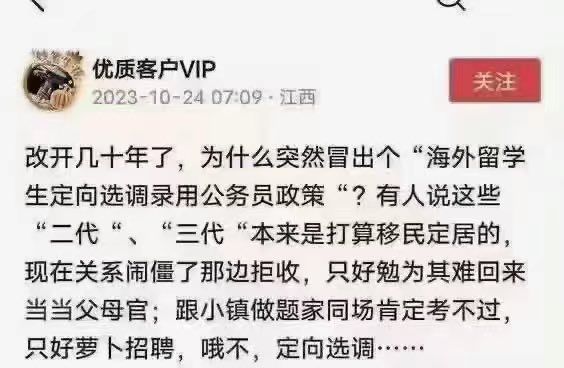 优质客户VIP
关注
2023-10-24 07:09·江西
改开几十年了，为什么突然冒出个“海外留学
生定向选调录用公务员政策“？有人说这些
“二代“、“三代“本来是打算移民定居的，
现在关系闹僵了那边拒收，只好勉为其难回来
当当父母官；跟小镇做题家同场肯定考不过，
只好萝卜招聘，哦不，定向选调……